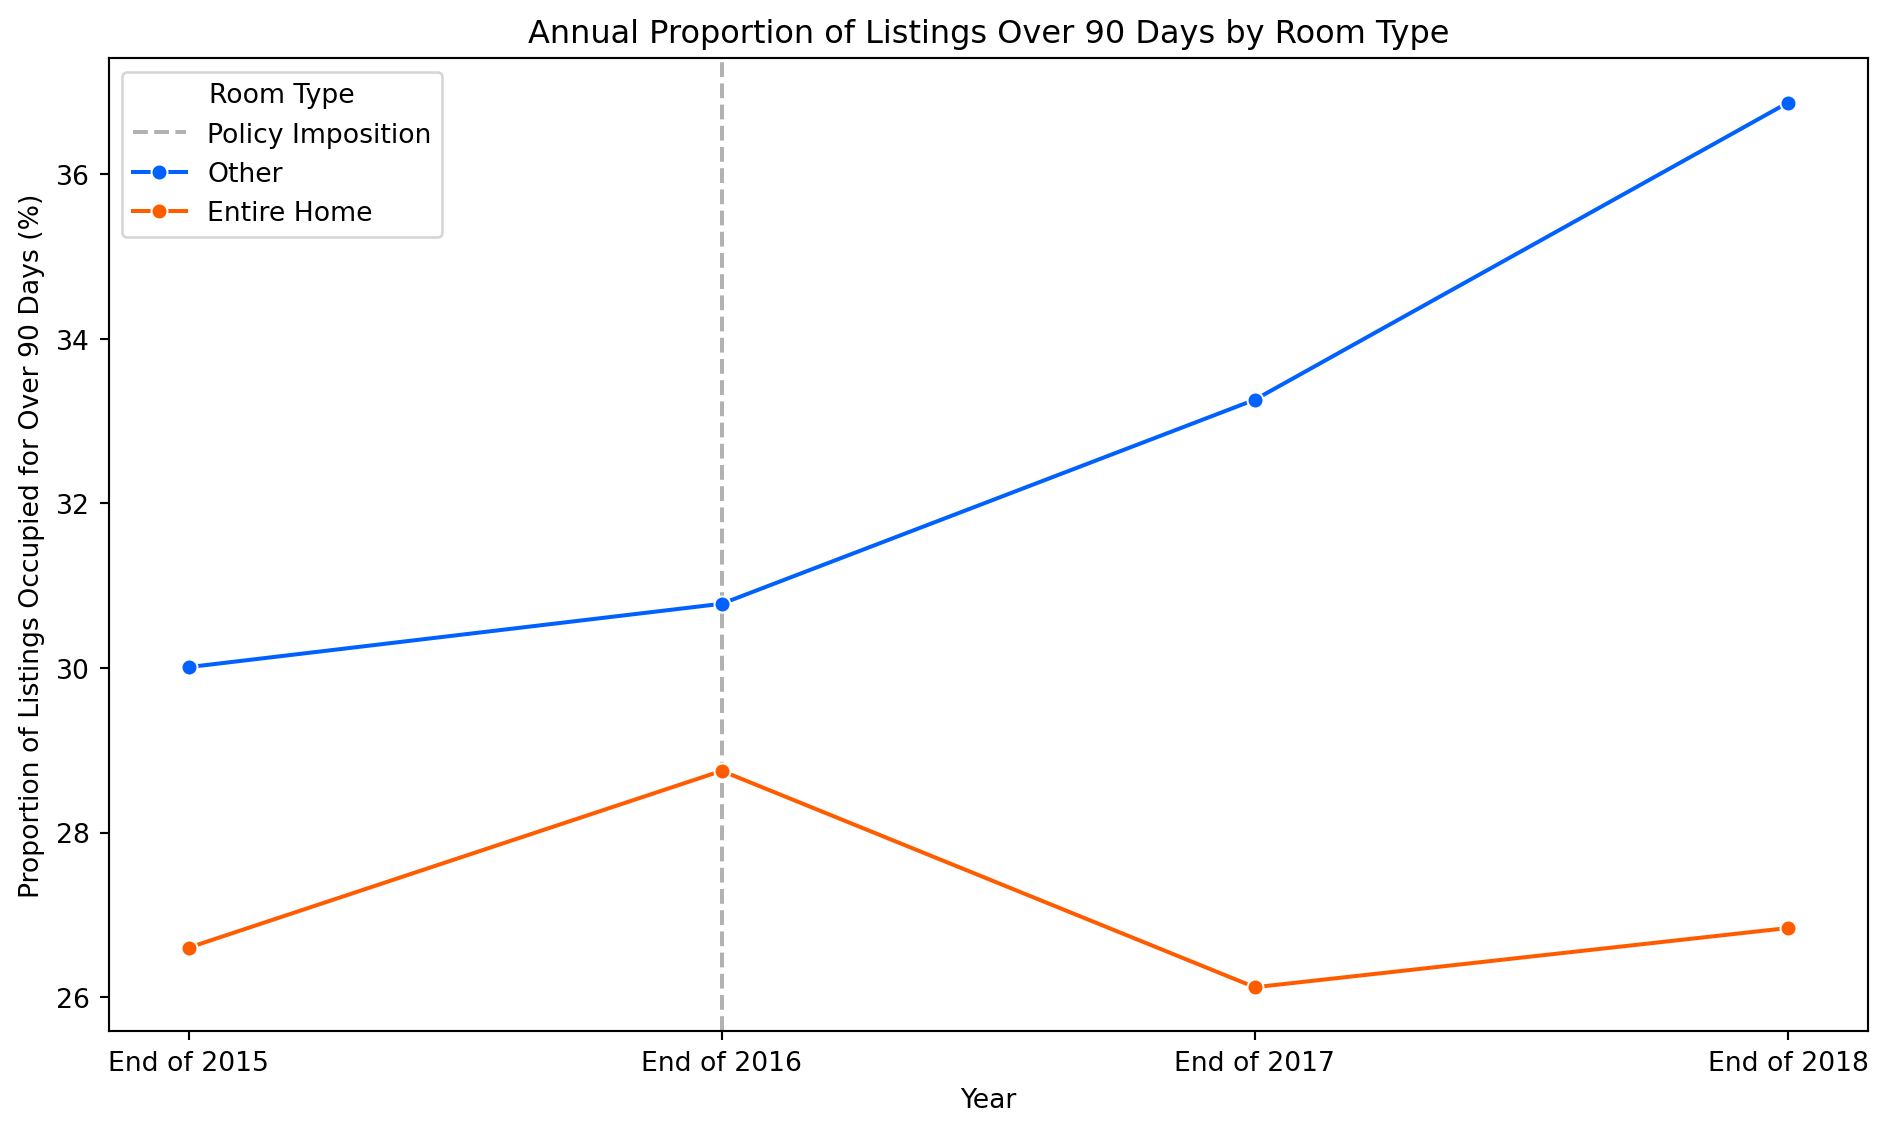 Annual Proportion of Listings Over 90 Days by Room Type
Room Type
Policy Imposition
Other
Entire Home
Proportion of Listings Occupied for Over 90 Days (%)
36
34
32
30
28
26
End of 2015
End of 2016
End of 2017
End of 2018
Year